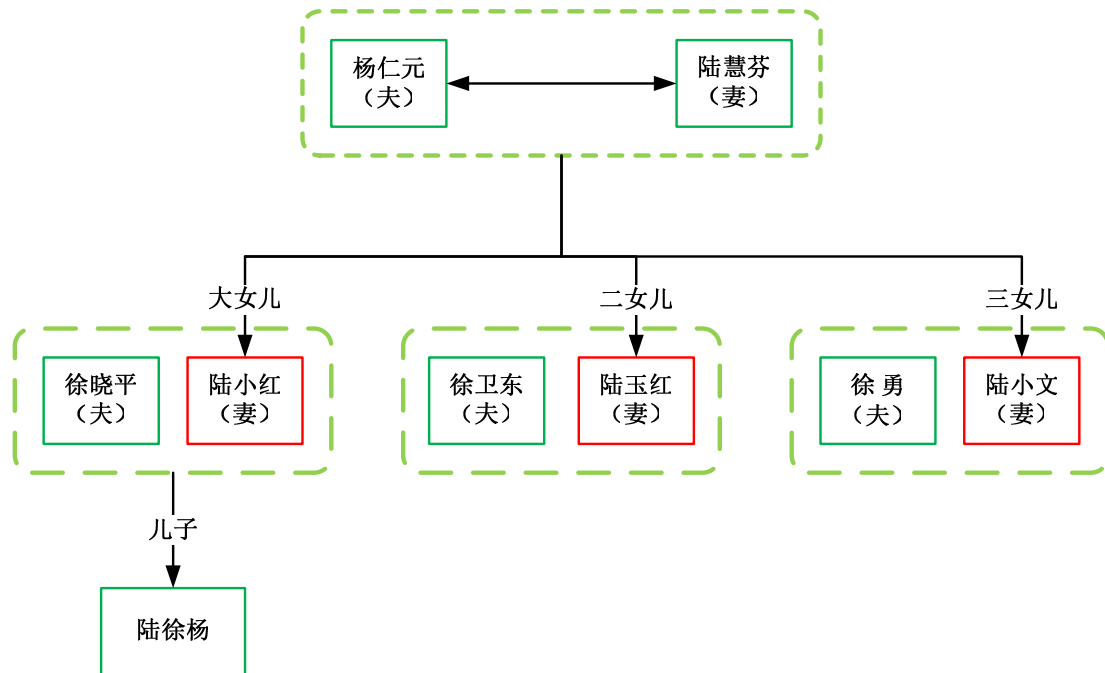 杨仁元
（夫）
陆慧芬
（妻）
大女儿
二女儿
三女儿
徐晓平
（夫）
陆小红
（妻）
徐卫东
（夫）
陆玉红
（妻）
徐 勇
（夫）
陆小文
（妻）
儿子
陆徐杨